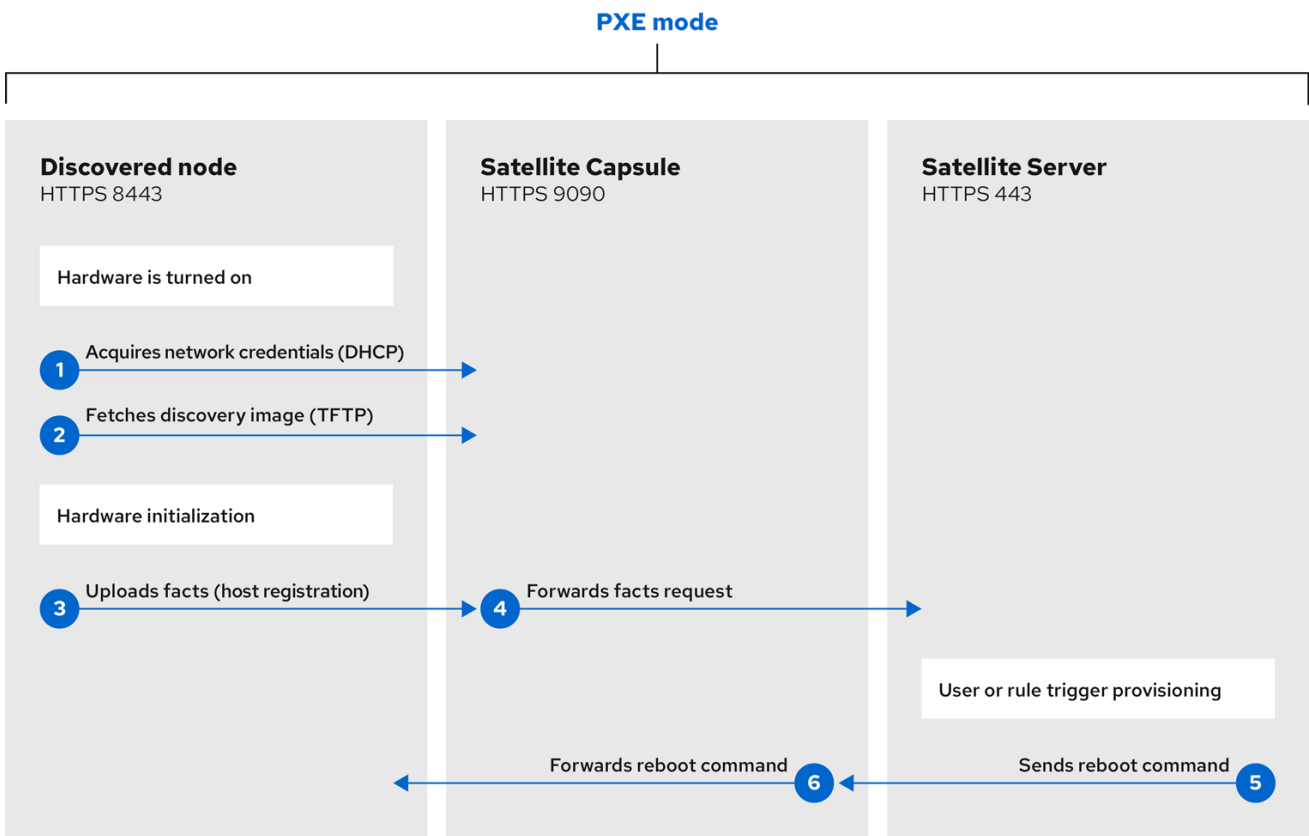 PXE mode
Discovered node
HTTPS 8443
Satellite Capsule
HTTPS 9090
Satellite Server
HTTPS 443
Hardware is turned on
Acquires network credentials (DHCP)
1
Fetches discovery image (TFTP)
2
Hardware initialization
Uploads facts (host registration)
3
Forwards facts request
4
User or rule trigger provisioning
Sends reboot command
5
Forwards reboot command
6